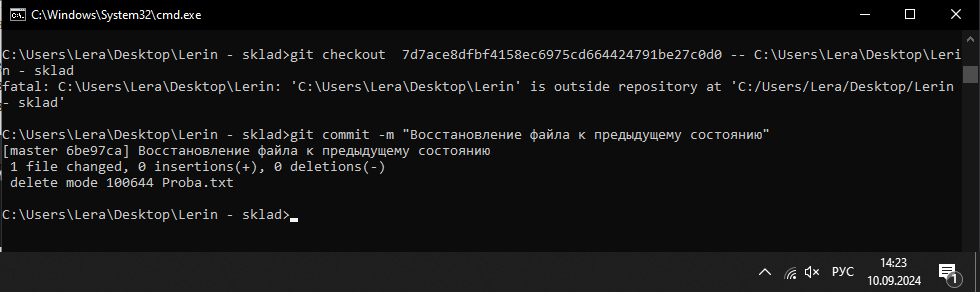 C:\Windows\System32\cmd.exe
C:\Users\Lera\Desktop\Lerin - sklad>git checkout  7d7ace8dfbf4158ec6975cd664424791be27c0d0 -- C:\Users\Lera\Desktop\Leri
n - sklad
fatal: C:\Users\Lera\Desktop\Lerin: 'C:\Users\Lera\Desktop\Lerin' is outside repository at 'C:/Users/Lera/Desktop/Lerin
- sklad'
C:\Users\Lera\Desktop\Lerin - sklad>git commit -m "Восстановление файла к предыдущему состоянию"
[master 6be97ca] Восстановление файла к предыдущему состоянию
 1 file changed, 0 insertions(+), 0 deletions(-)
 delete mode 100644 Proba.txt
C:\Users\Lera\Desktop\Lerin - sklad>
РУС
14:23
10.09.2024
1